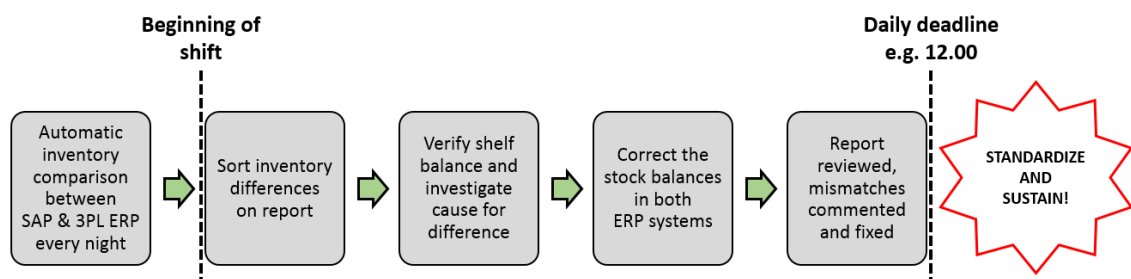 Beginning of
shift
Daily deadline
e.g. 12.00
Automatic
inventory
comparison
between
SAP & 3PL ERP
every night
Sort inventory
differences
on report
Verify shelf
balance and
investigate
cause for
difference
Correct the
stock balances
in both
ERP systems
Report
reviewed,
mismatches
commented
and fixed
STANDARDIZE
AND
SUSTAIN!